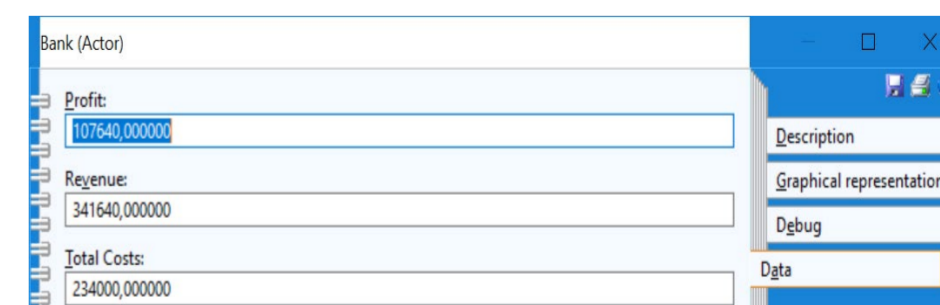 Bank (Actor)
Profit:
107640,000000
Revenue:
341640,000000
Total Costs:
234000,000000
Description
Graphical representation
Debug
Data